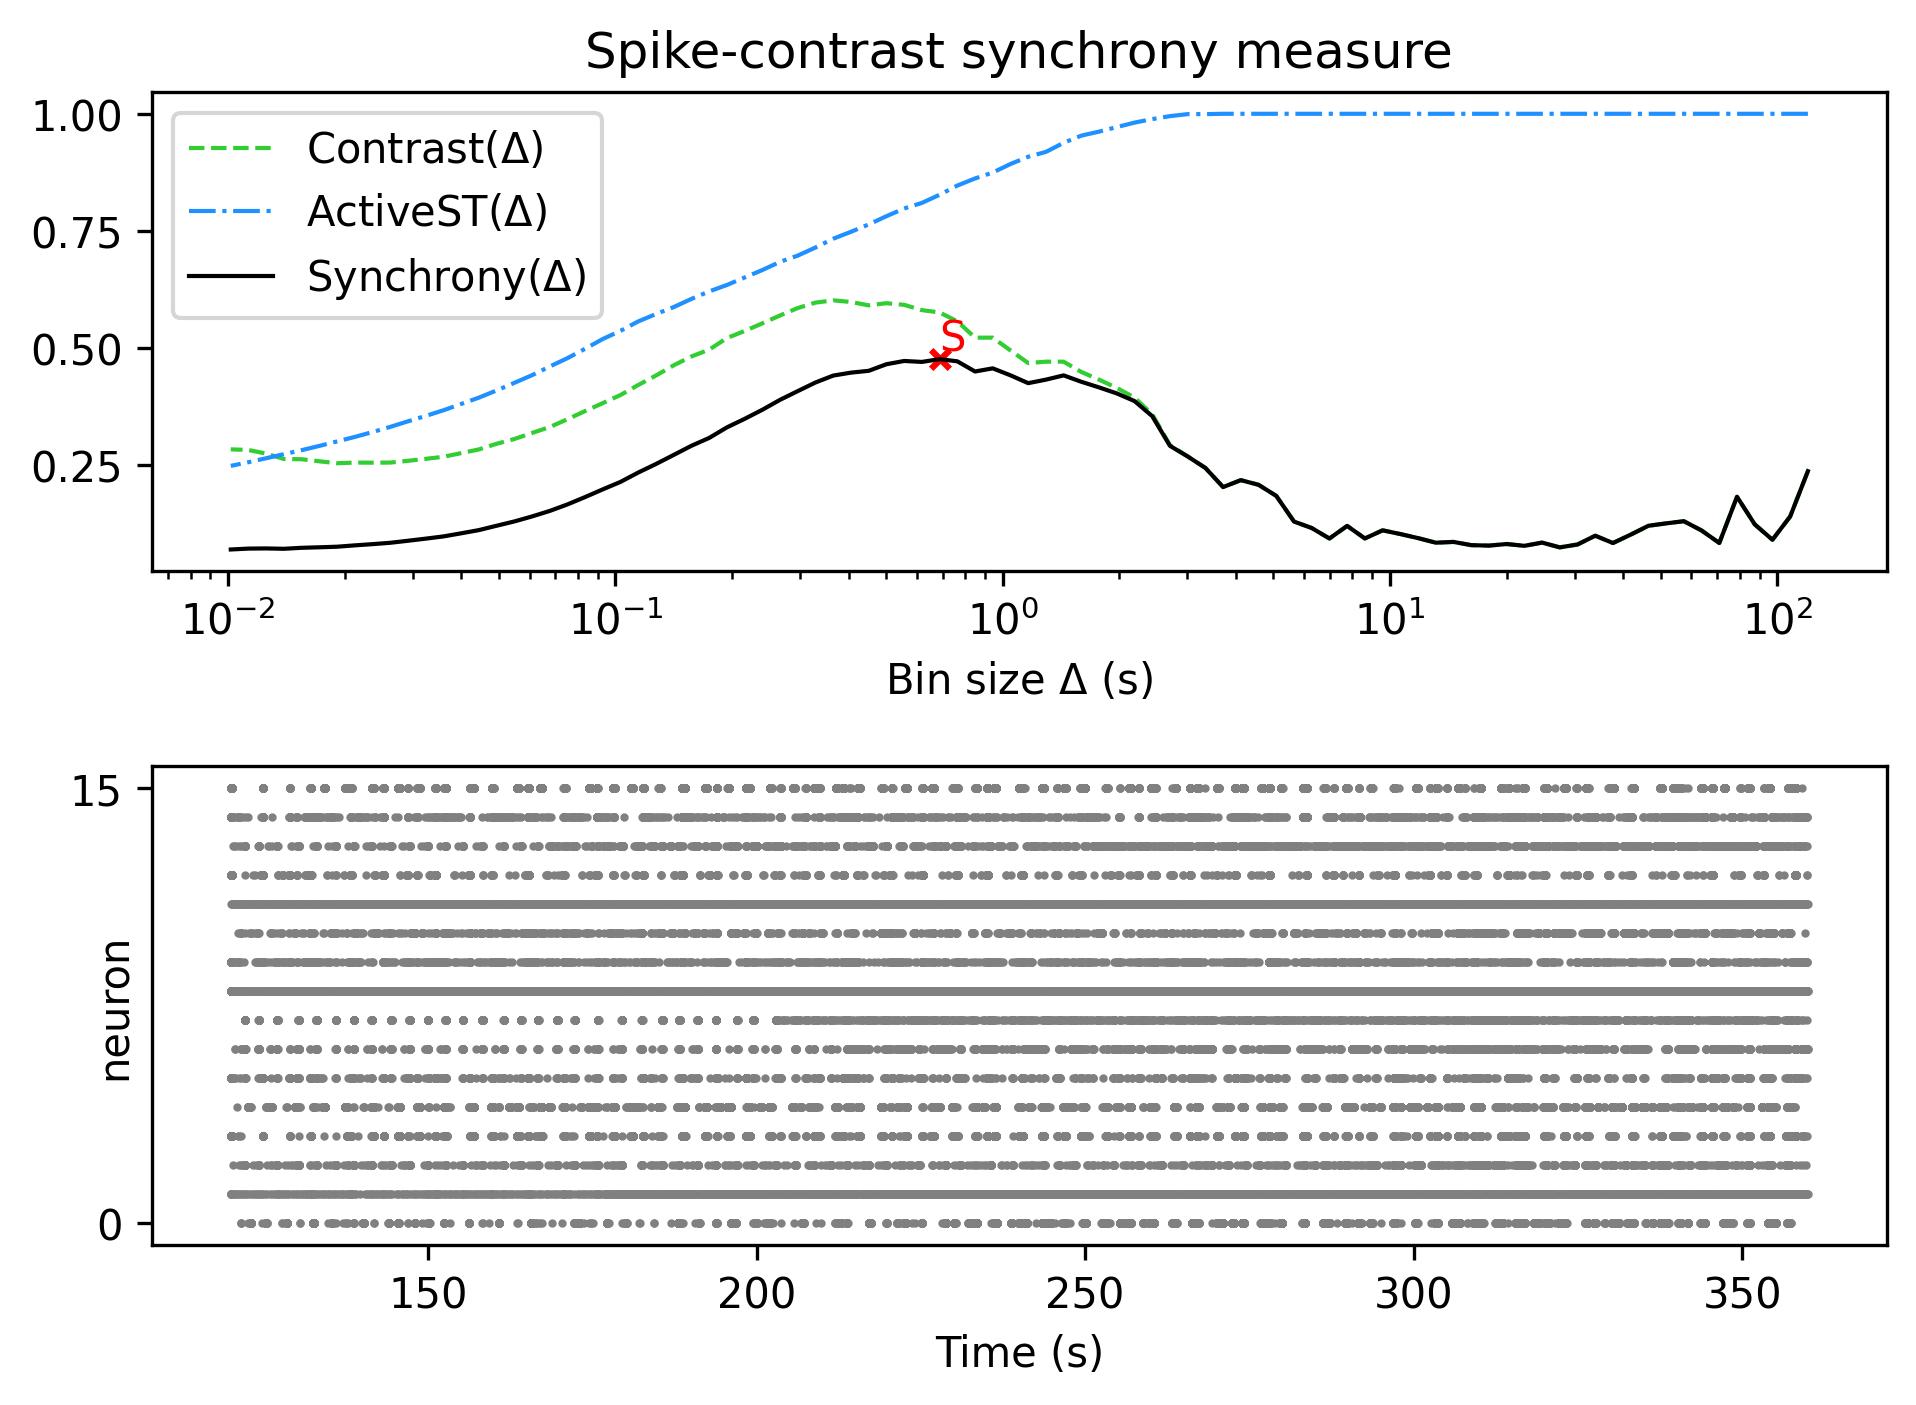 Spike-contrast synchrony measure
1.00
0.75
0.50
0.25
Contrast(Δ)
ActiveST(Δ)
Synchrony(Δ)
S
10⁻² 10⁻¹ 10⁰ 10¹ 10²
Bin size Δ (s)
15
0
neuron
150 200 250 300 350
Time (s)